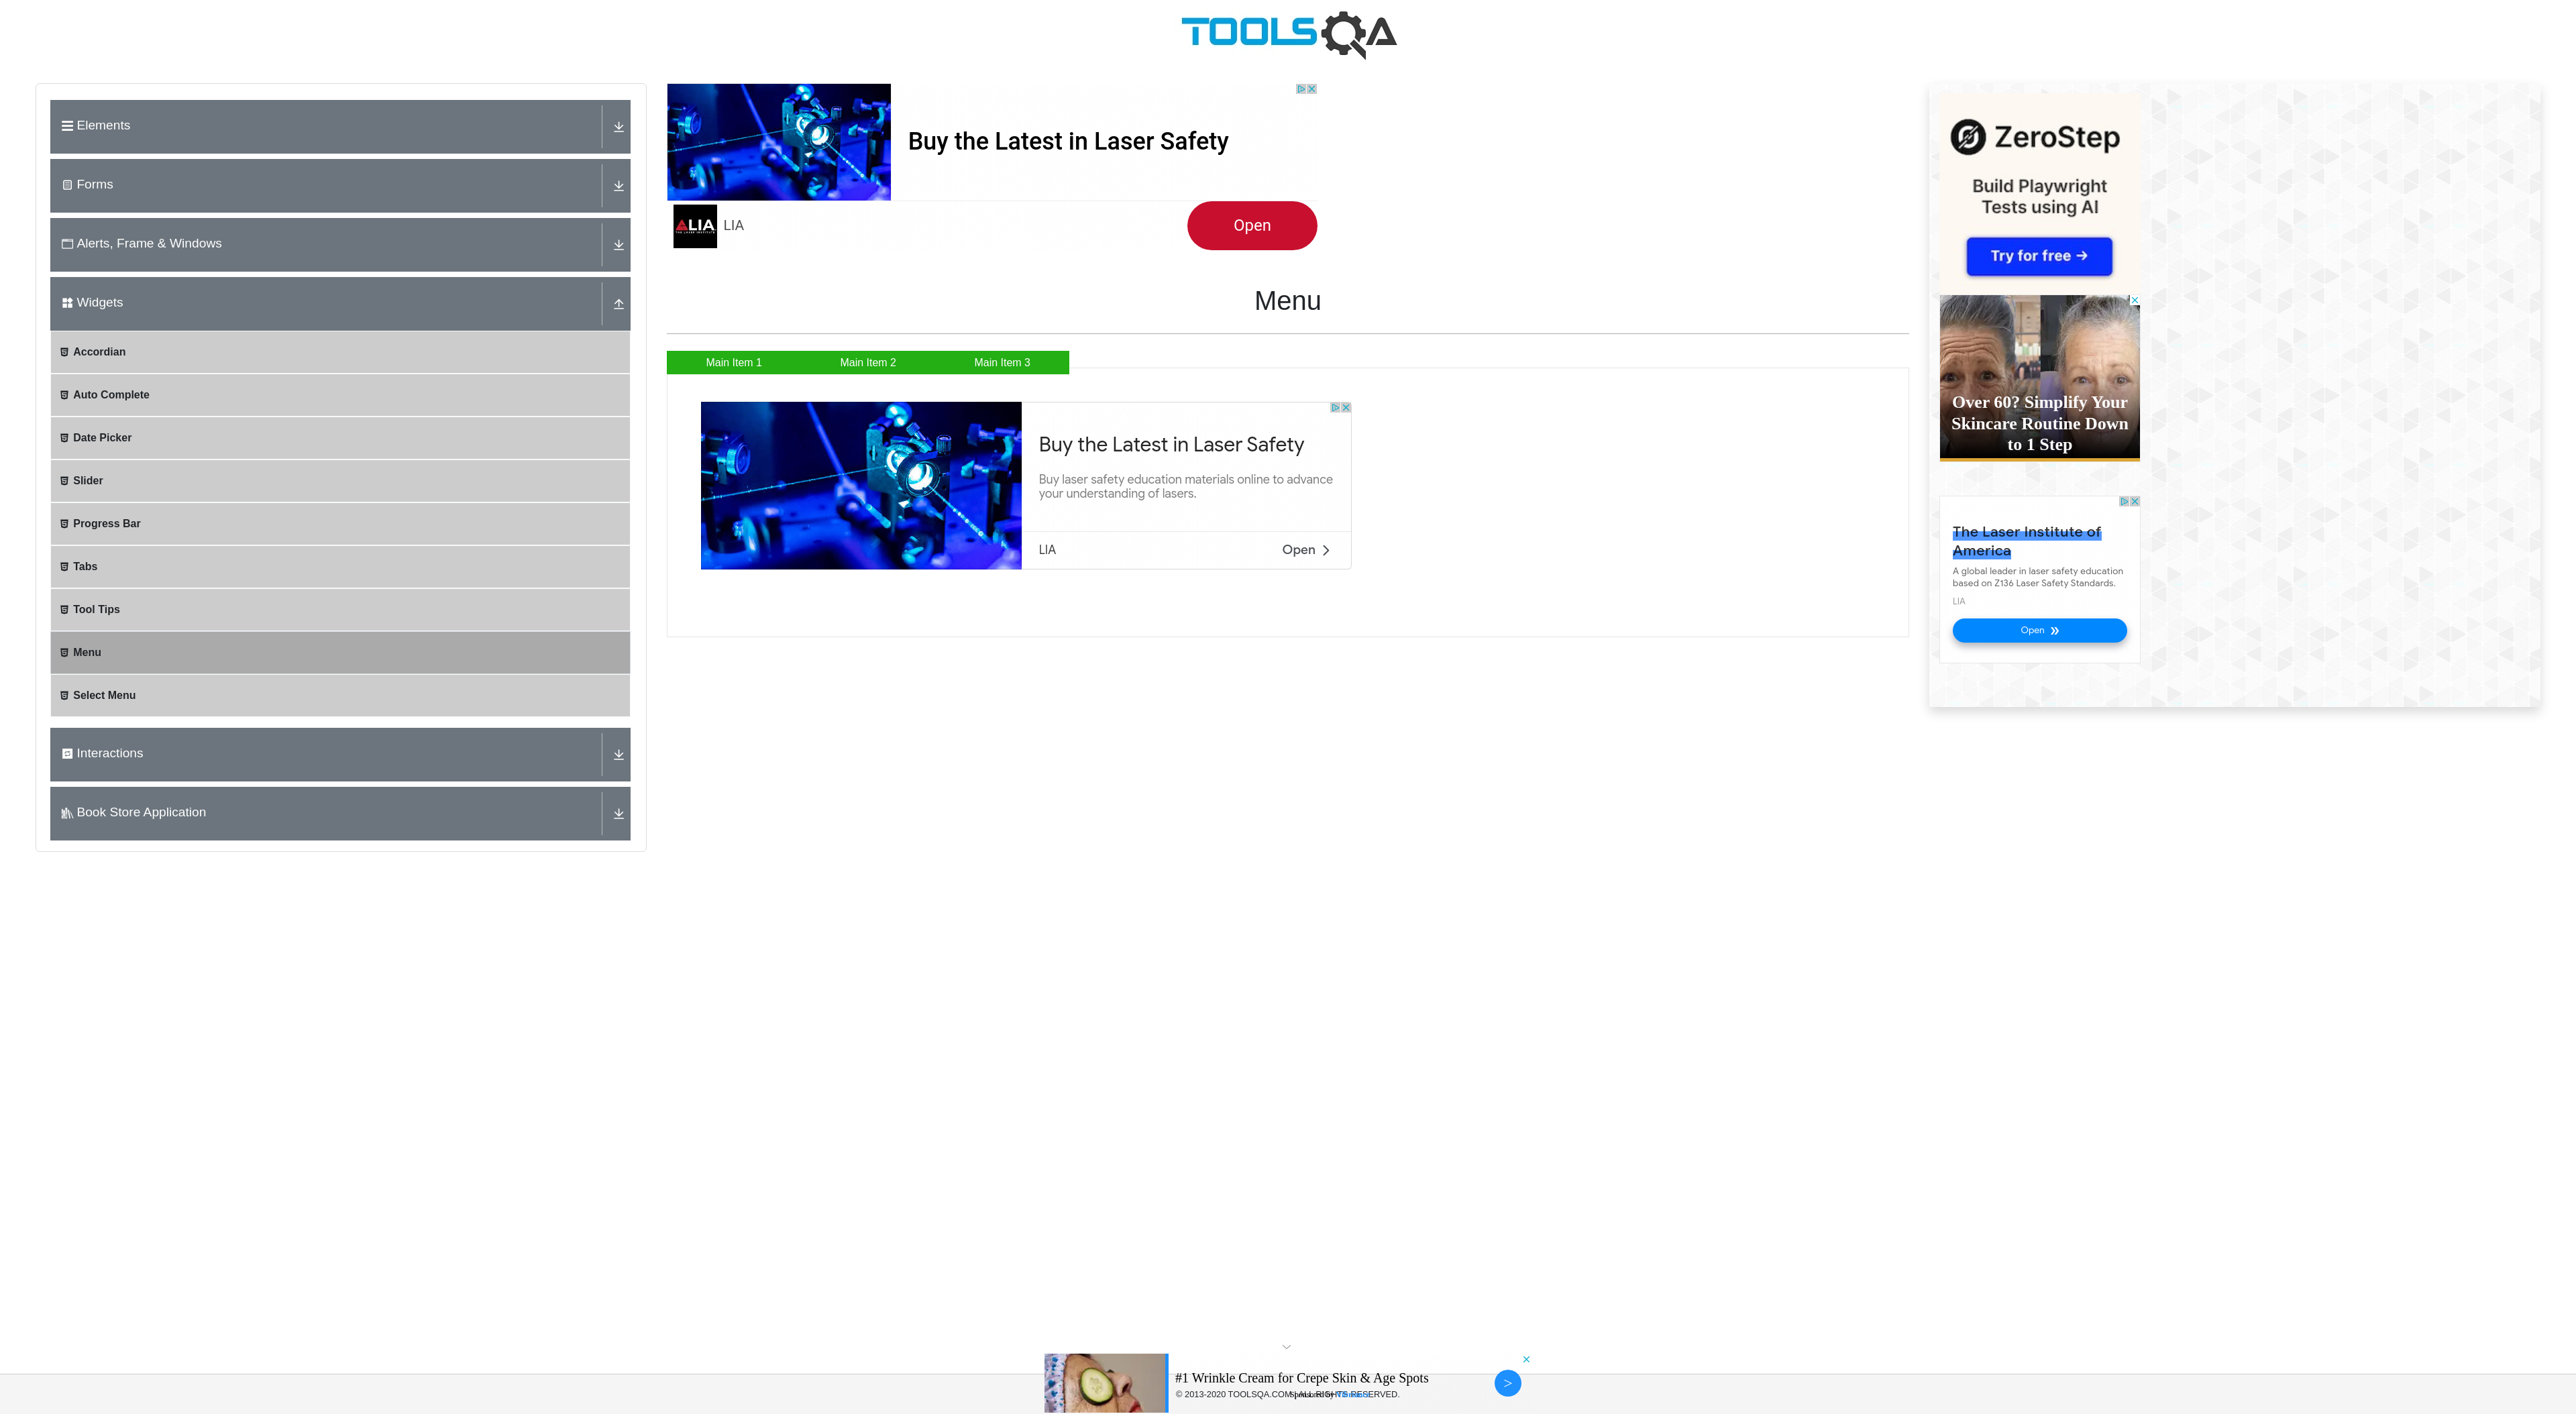 TOOLSQA
Elements
Forms
Alerts, Frame & Windows
Widgets
Accordian
Auto Complete
Date Picker
Slider
Progress Bar
Tabs
Tool Tips
Menu
Select Menu
Interactions
Book Store Application
Buy the Latest in Laser Safety
LIA
LIA
Open
Menu
Main Item 1
Main Item 2
Main Item 3
Buy the Latest in Laser Safety
Buy laser safety education materials online to advance
your understanding of lasers.
LIA
Open
ZeroStep
Build Playwright
Tests using AI
Try for free →
Over 60? Simplify Your
Skincare Routine Down
to 1 Step
The Laser Institute of
America
A global leader in laser safety education
based on Z136 Laser Safety Standards.
LIA
Open
#1 Wrinkle Cream for Crepe Skin & Age Spots
© 2013-2020 TOOLSQA.COM | ALL RIGHTS RESERVED.